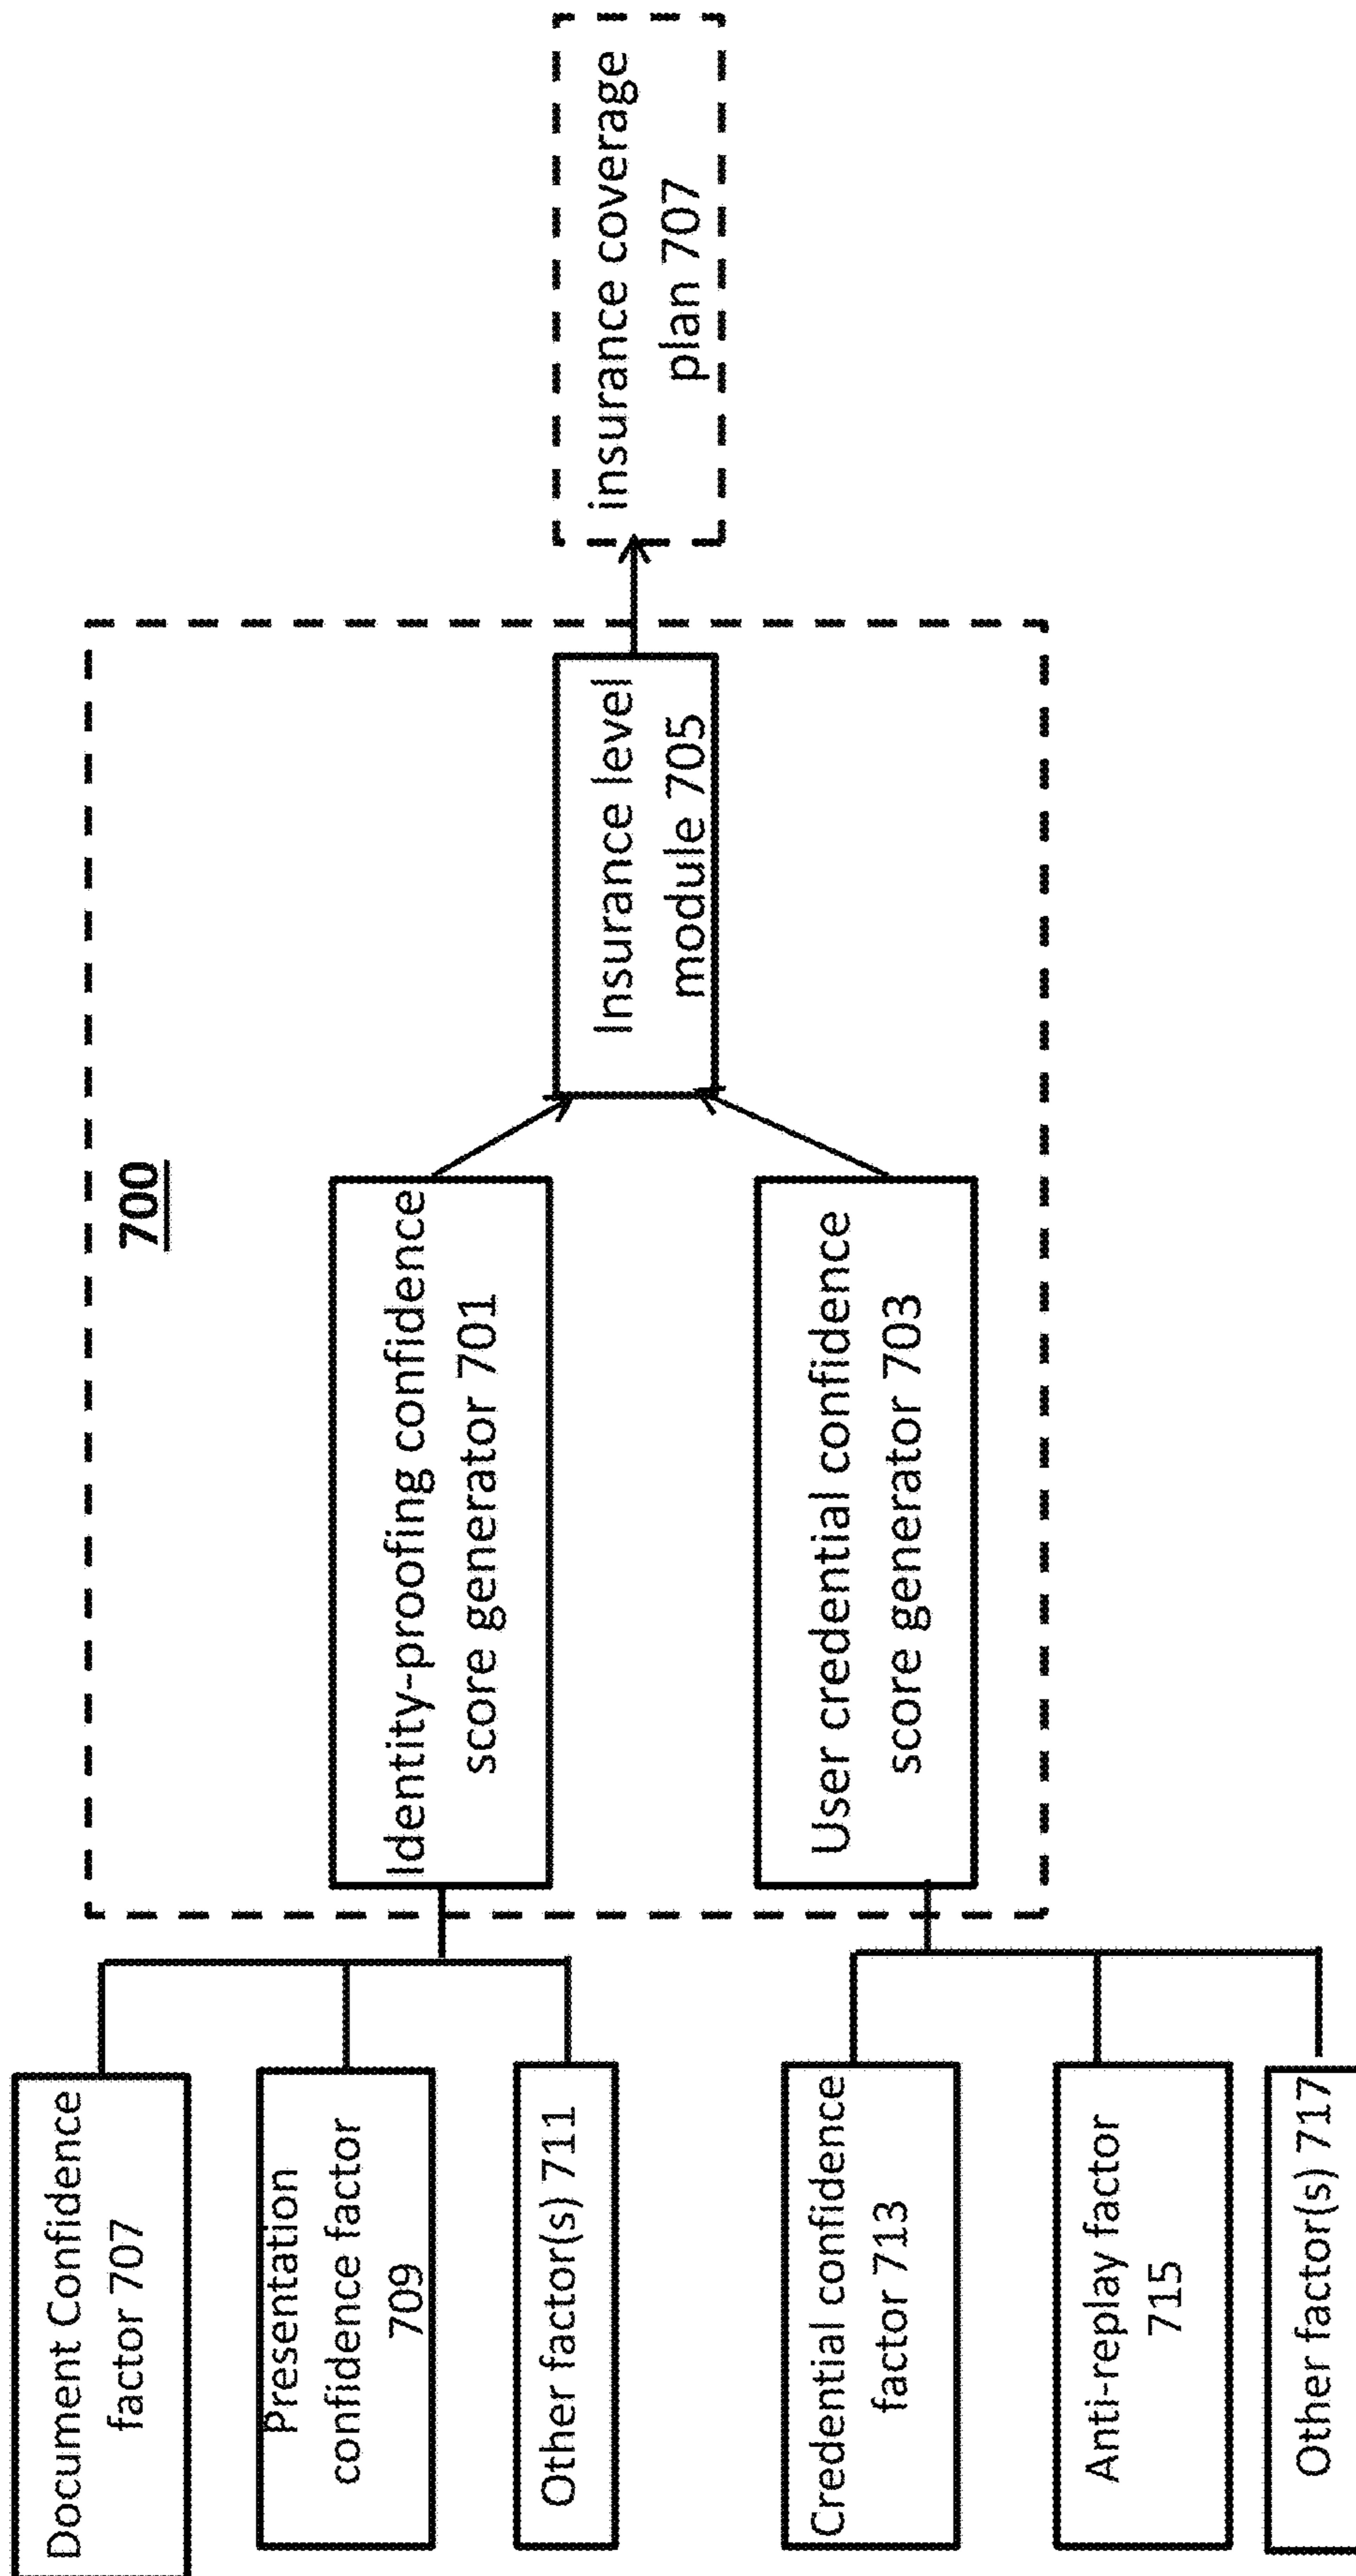 700
Document Confidence
factor 707
Presentation
confidence factor
709
Other factor(s) 711
Credential confidence
factor 713
Anti-replay factor
715
Other factor(s) 717
Identity-proofing confidence
score generator 701
User credential confidence
score generator 703
Insurance level
module 705
insurance coverage
plan 707